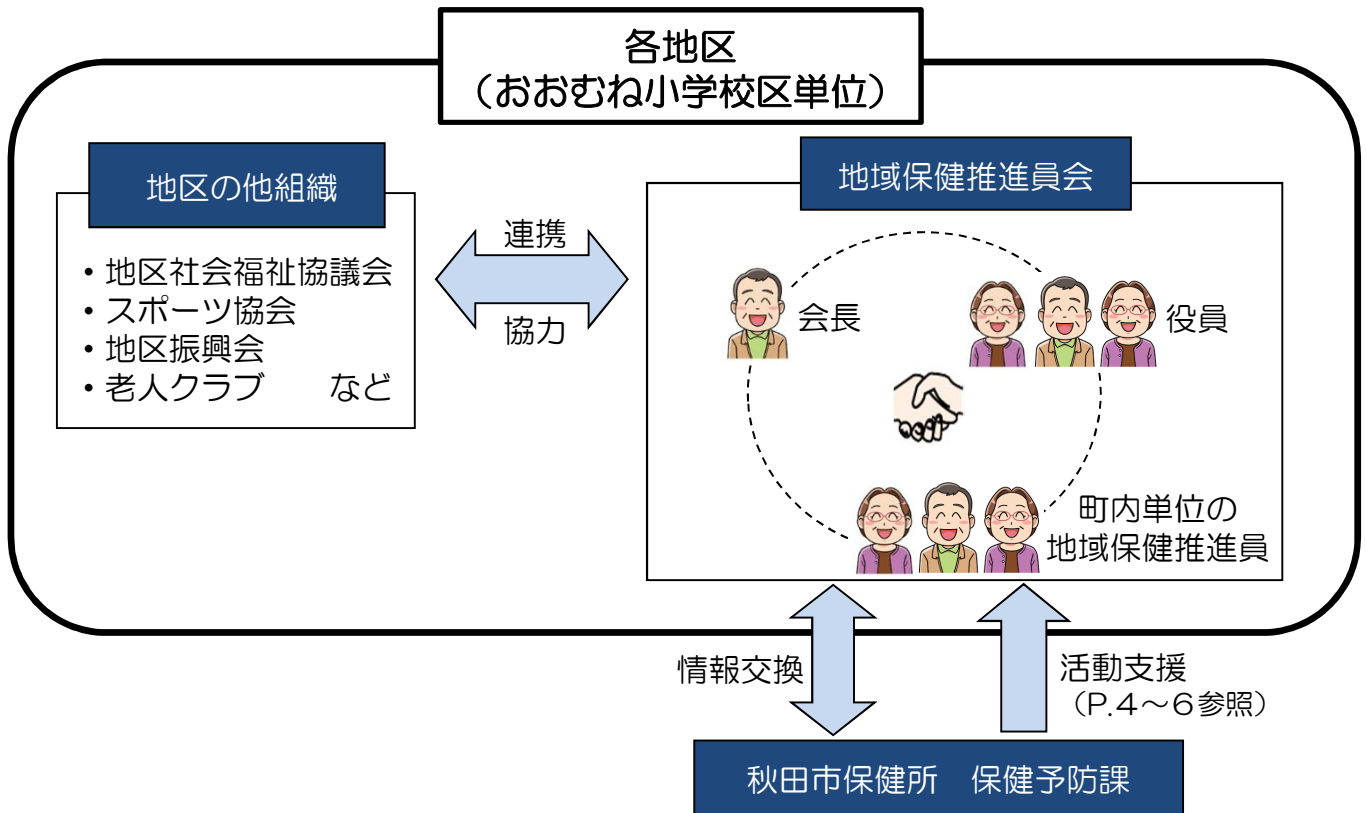 各地区
（おおむね小学校区単位）
地区の他組織
・地区社会福祉協議会
・スポーツ協会
・地区振興会
・老人クラブ　　など
連携
協力
地域保健推進員会
会長
役員
町内単位の
地域保健推進員
情報交換
活動支援
（P.4～6参照）
秋田市保健所　保健予防課